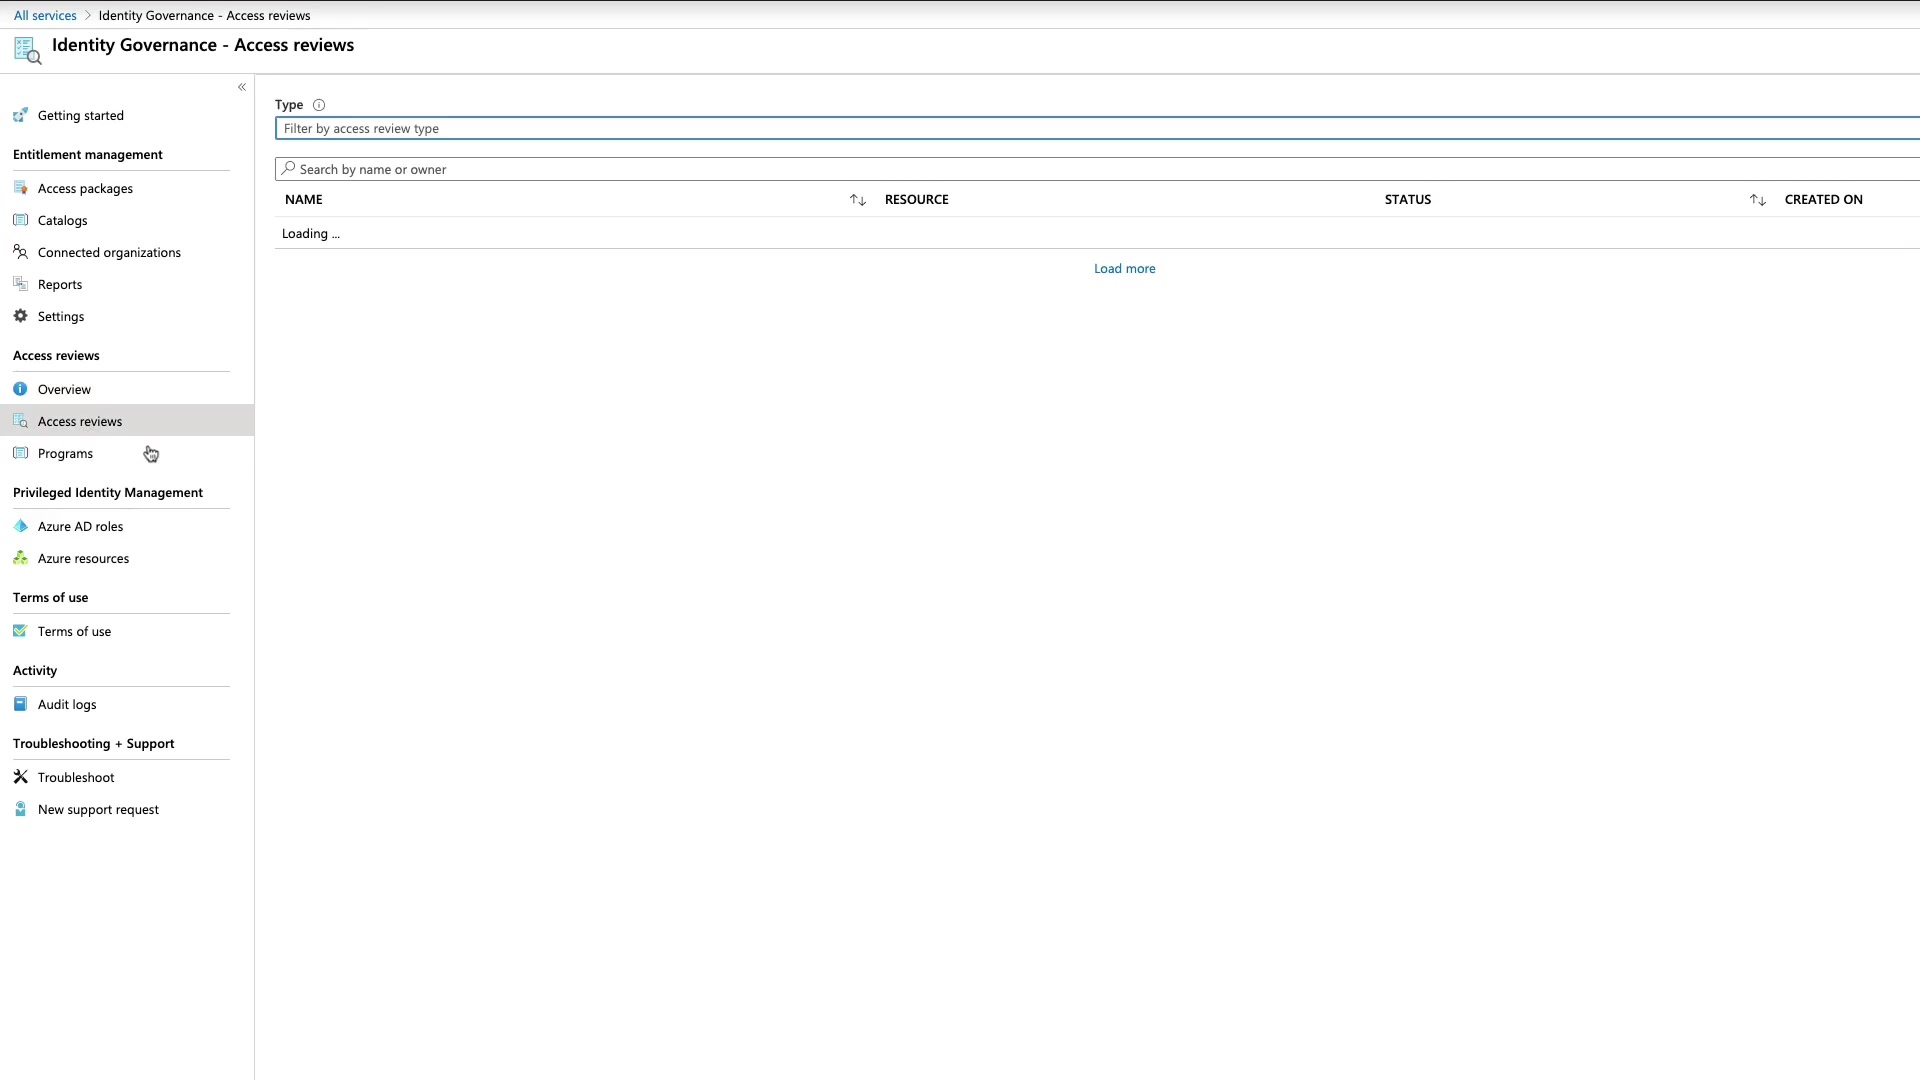 All services > Identity Governance - Access reviews
Identity Governance - Access reviews
«
Getting started
Entitlement management
Access packages
Catalogs
Connected organizations
Reports
Settings
Access reviews
Overview
Access reviews
Programs
Privileged Identity Management
Azure AD roles
Azure resources
Terms of use
Terms of use
Activity
Audit logs
Troubleshooting + Support
Troubleshoot
New support request
Type
Filter by access review type
Search by name or owner
NAME ↑↓ RESOURCE STATUS ↑↓ CREATED ON
Loading ...
Load more